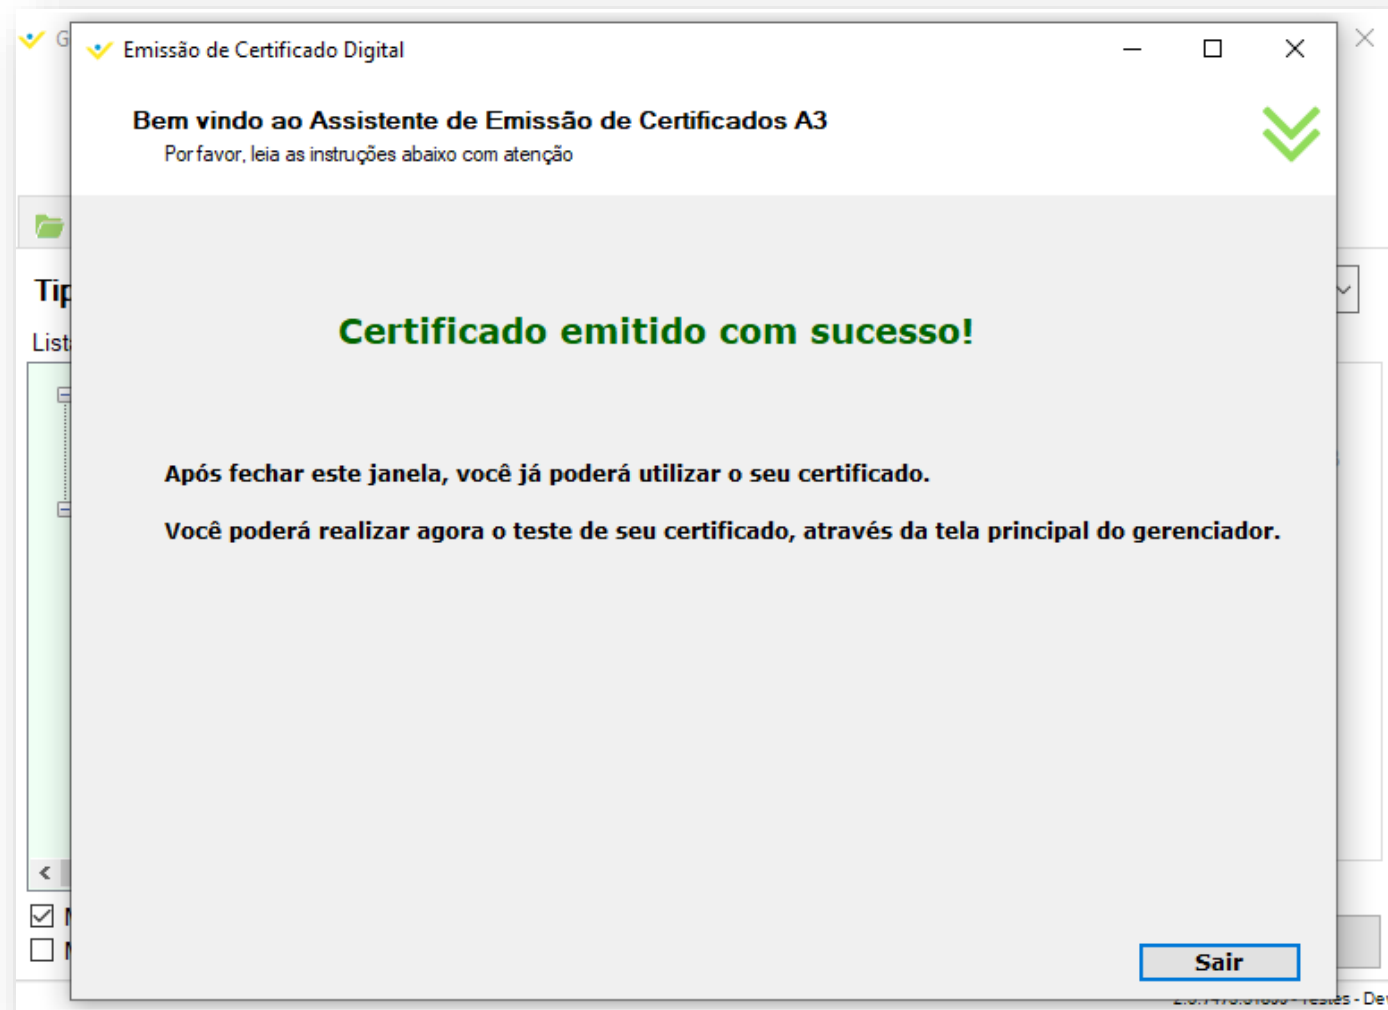 Emissão de Certificado Digital
Bem vindo ao Assistente de Emissão de Certificados A3
Por favor, leia as instruções abaixo com atenção
Certificado emitido com sucesso!
Após fechar este janela, você já poderá utilizar o seu certificado.
Você poderá realizar agora o teste de seu certificado, através da tela principal do gerenciador.
Sair